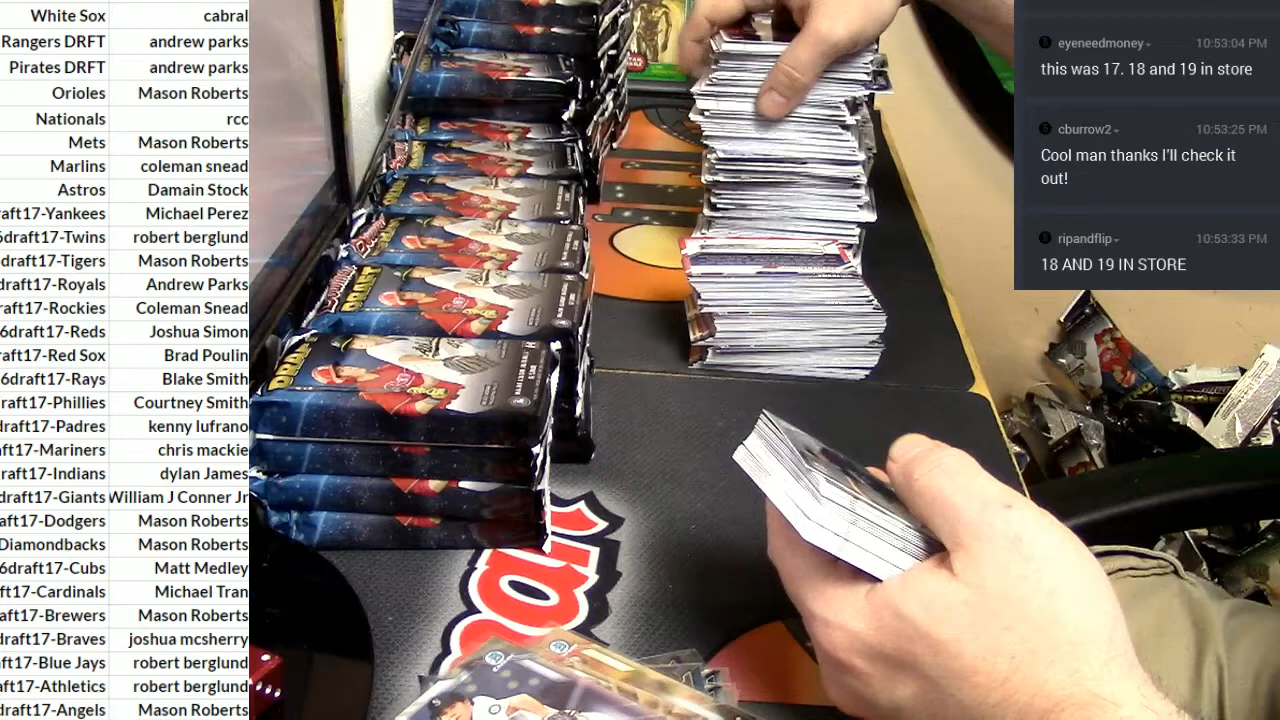 White Sox cabral
Rangers DRFT andrew parks
Pirates DRFT andrew parks
Orioles Mason Roberts
Nationals rcc
Mets Mason Roberts
Marlins coleman snead
Astros Damain Stock
raft17-Yankees Michael Perez
6draft17-Twins robert berglund
draft17-Tigers Mason Roberts
draft17-Royals Andrew Parks
draft17-Rockies Coleman Snead
6draft17-Reds Joshua Simon
raft17-Red Sox Brad Poulin
6draft17-Rays Blake Smith
raft17-Phillies Courtney Smith
draft17-Padres kenny lufrano
aft17-Mariners chris mackie
draft17-Indians dylan James
draft17-Giants William J Conner Jr
aft17-Dodgers Mason Roberts
Diamondbacks Mason Roberts
6draft17-Cubs Matt Medley
ft17-Cardinals Michael Tran
aft17-Brewers Mason Roberts
draft17-Braves joshua mcsherry
aft17-Blue Jays robert berglund
aft17-Athletics robert berglund
draft17-Angels Mason Roberts
DRAFT
eyeneedmoney 10:53:04 PM
this was 17. 18 and 19 in store
cburrow2 10:53:25 PM
Cool man thanks I'll check it
out!
ripandflip 10:53:33 PM
18 AND 19 IN STORE